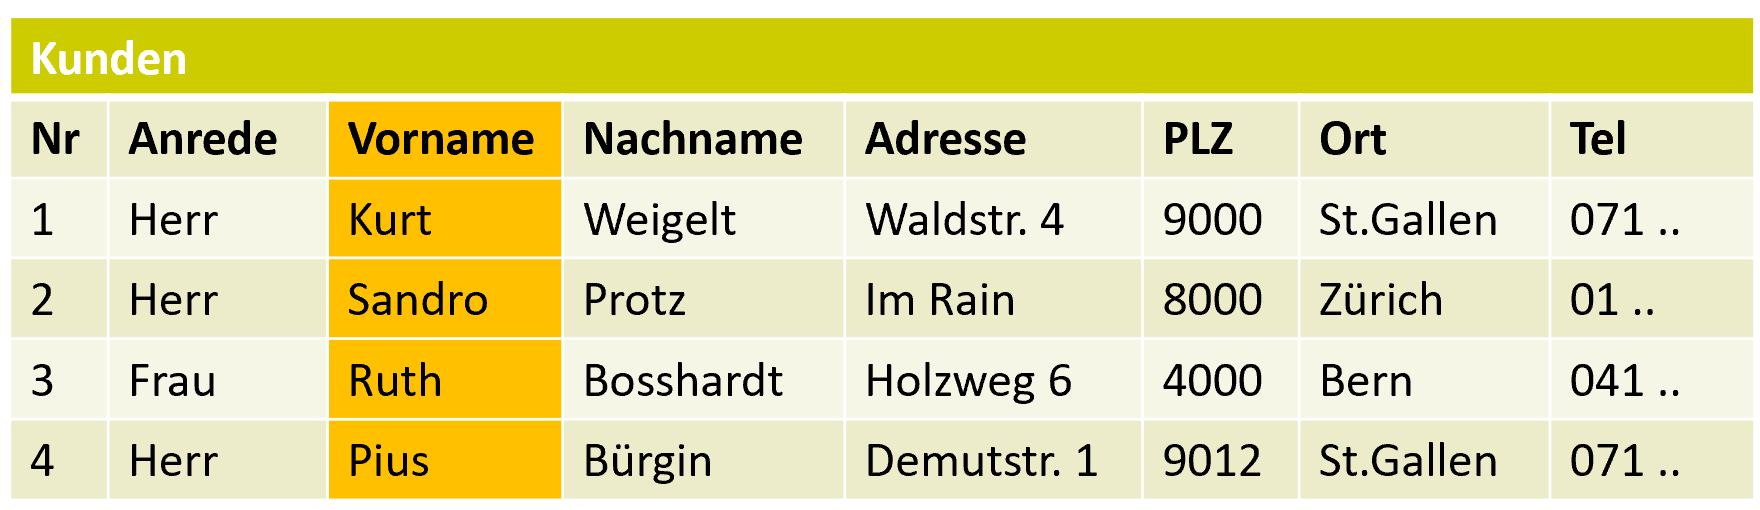 Kunden
Nr Anrede Vorname Nachname Adresse PLZ Ort Tel
1 Herr Kurt Weigelt Waldstr. 4 9000 St.Gallen 071 ..
2 Herr Sandro Protz Im Rain 8000 Zürich 01 ..
3 Frau Ruth Bosshardt Holzweg 6 4000 Bern 041 ..
4 Herr Pius Bürgin Demutstr. 1 9012 St.Gallen 071 ..